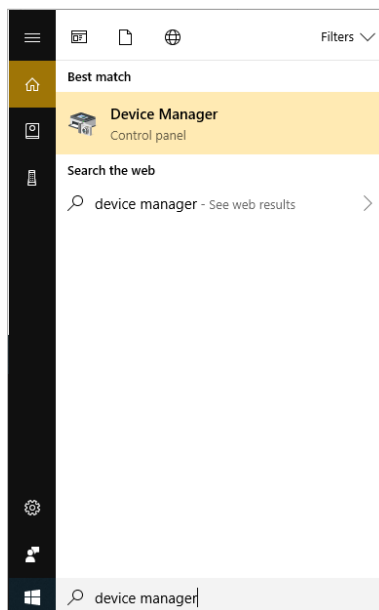 Filters
Best match
Device Manager
Control panel
Search the web
device manager - See web results
device manager